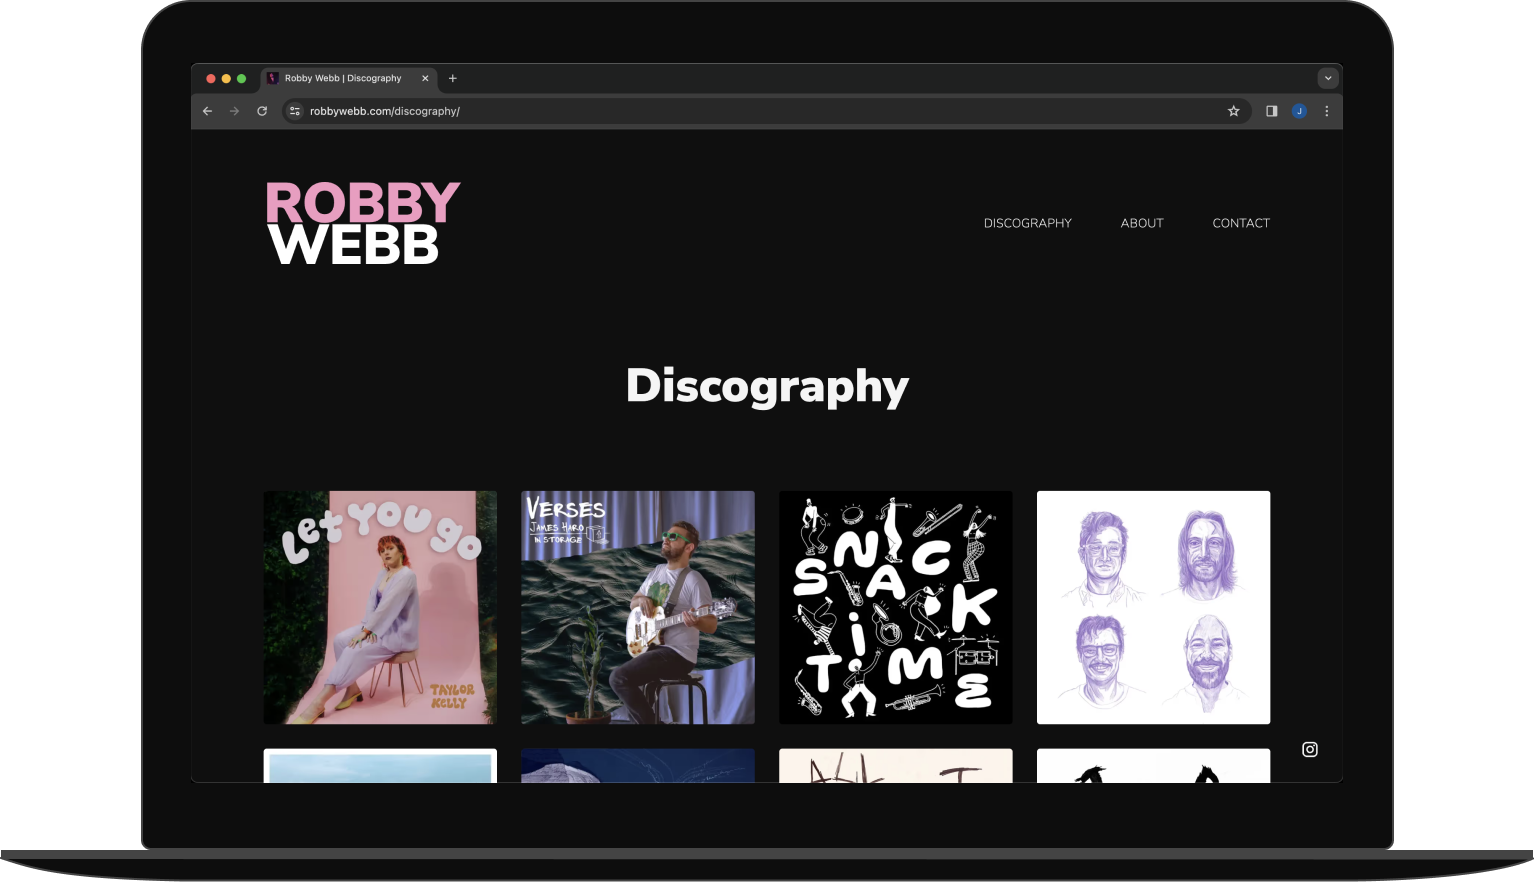 Robby Webb | Discography
robbywebb.com/discography/
J
ROBBY
WEBB
DISCOGRAPHY ABOUT CONTACT
Discography
Let you go
TAYLOR
KELLY
VERSES
JAMES HARO
IN STORAGE
SNACK
TiME
Ask